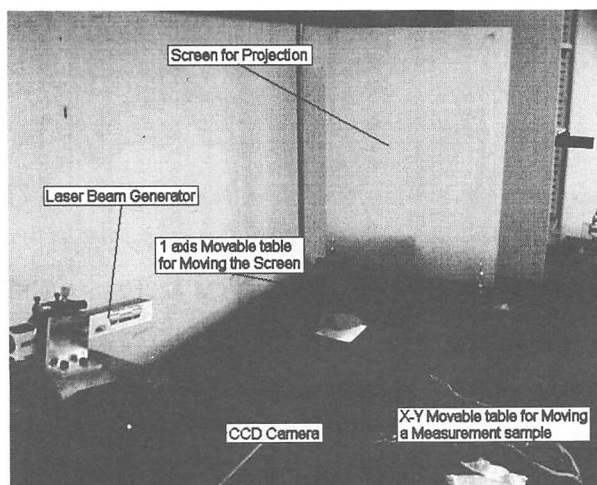 Screen for Projection
Laser Beam Generator
1 axis Movable table
for Moving the Screen
CCD Camera
X-Y Movable table for Moving
a Measurement sample